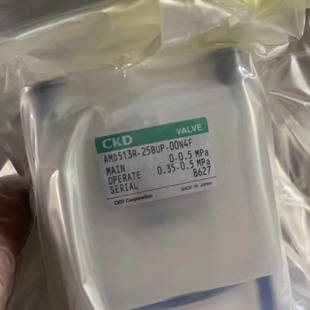 CKD VALVE
AMD513R-25BUP-00N4F
MAIN 0-0.5 MPa
OPERATE 0.35-0.5 MPa
SERIAL 8627
CKD Corporation MADE IN JAPAN